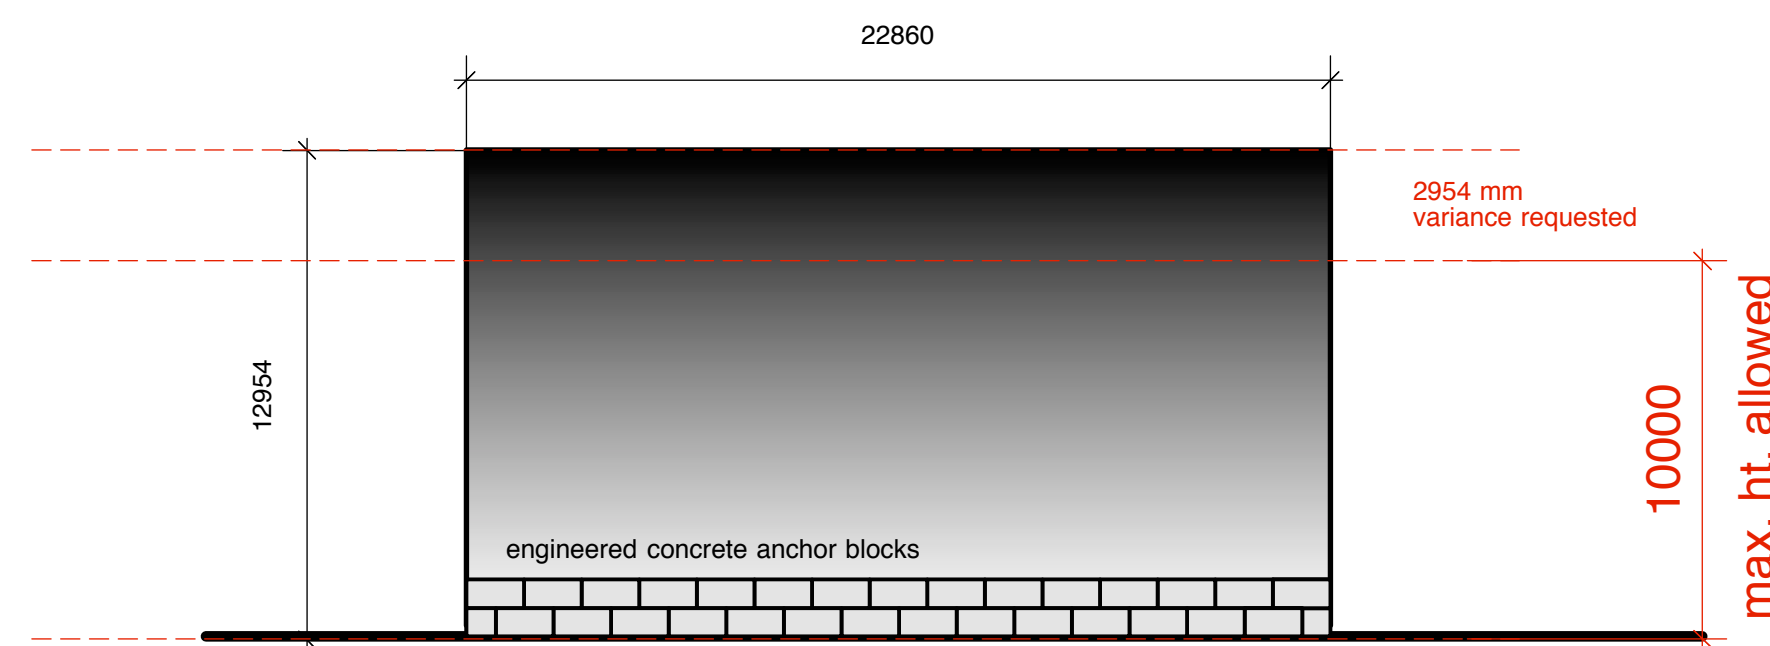 22860
2954 mm
variance requested
12954
10000
max. ht. allowed
engineered concrete anchor blocks